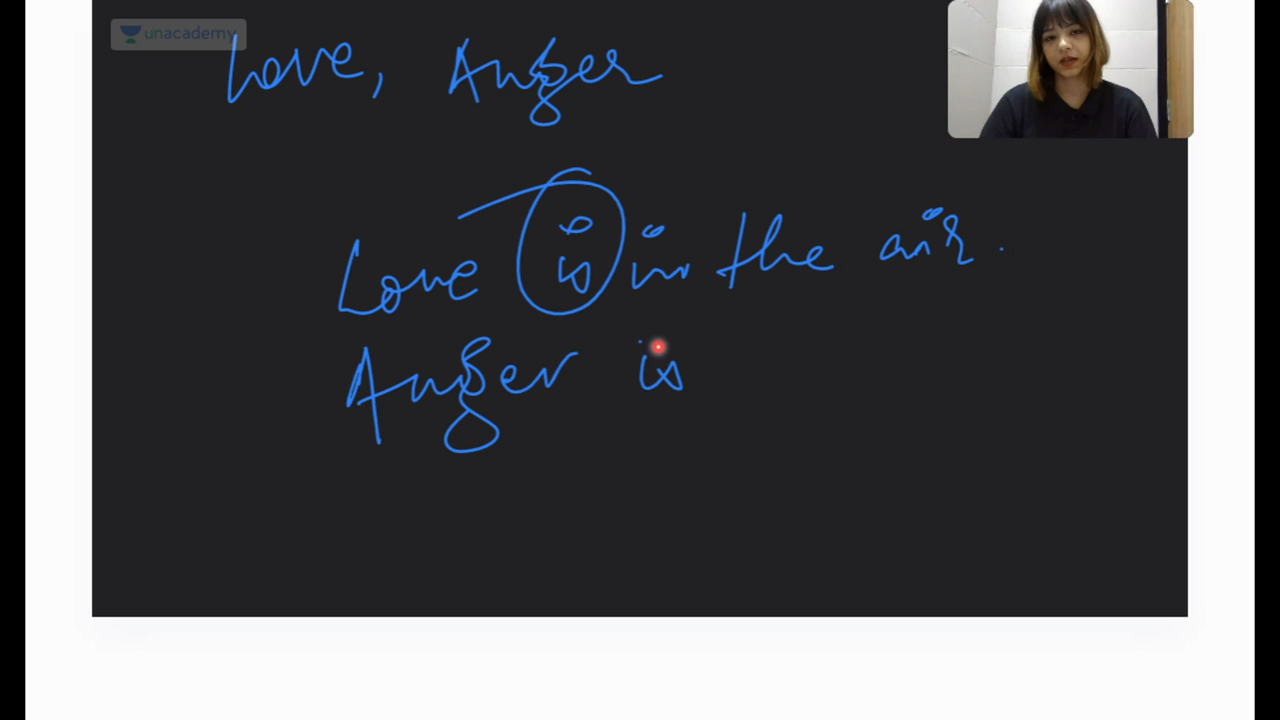 unacademy
Love, Anger
Love is in the air.
Anger is